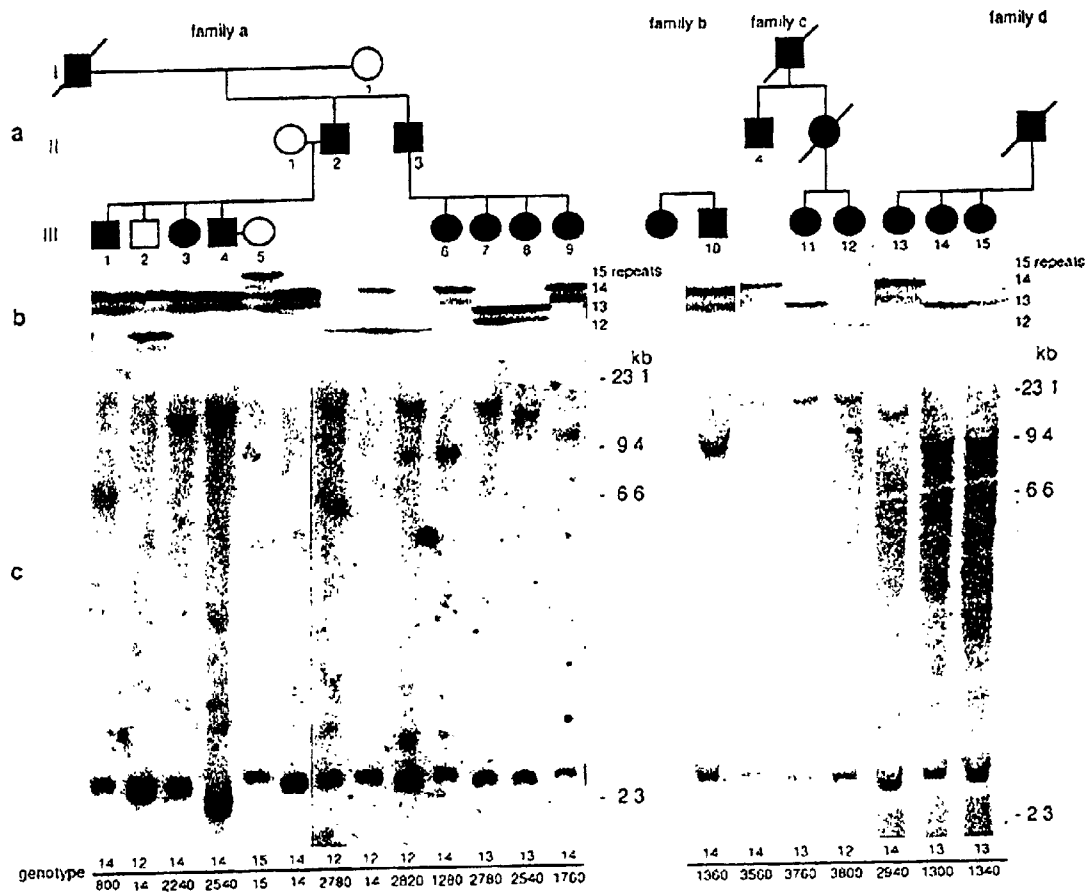 family a family b family c family d
I
1
a
II
1 2 3 4
III
1 2 3 4 5 6 7 8 9 10 11 12 13 14 15
15 repeats 15 repeats
14 14
b
13 13
12 12
kb kb
- 23 1 - 23 1
- 9 4 - 9 4
- 6 6 - 6 6
c
- 2 3 - 2 3
14 12 14 14 15 14 12 12 12 14 13 13 14 14 14 13 12 14 13 13
genotype
800 14 2240 2540 15 14 2780 14 2820 1280 2780 2540 1760 1360 3560 3760 3800 2940 1300 1340